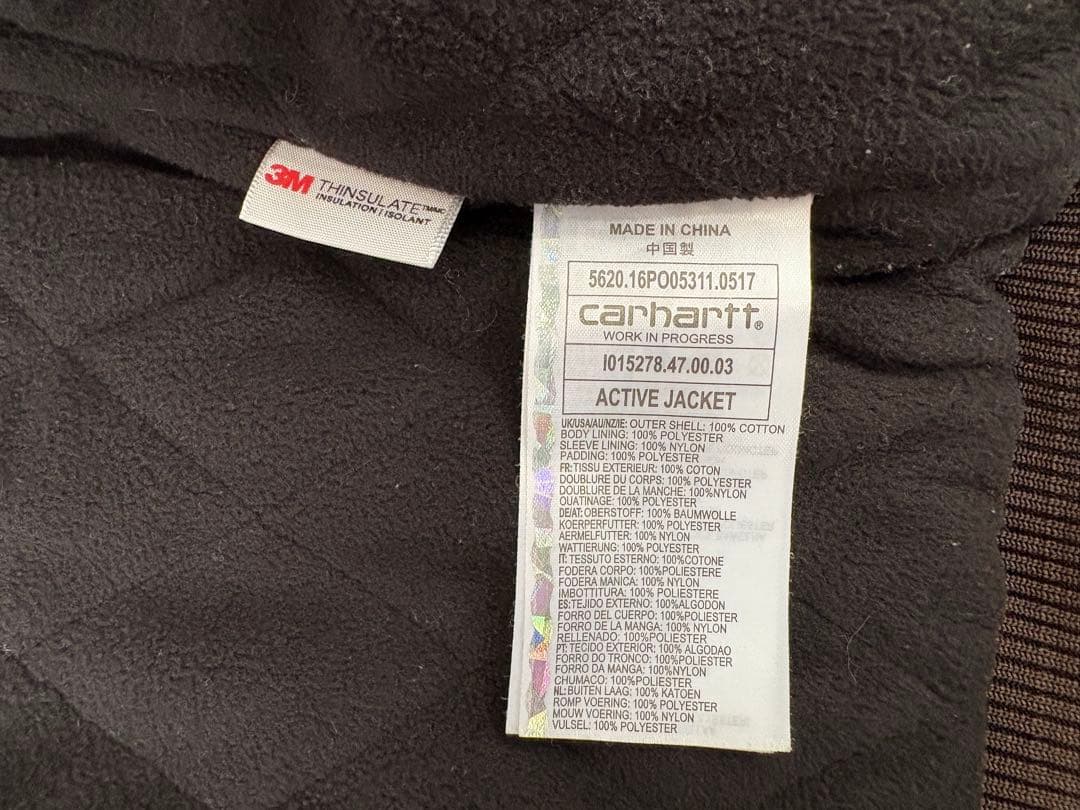 3M THINSULATE™/MC
INSULATION / ISOLANT
MADE IN CHINA
中国製
5620.16PO05311.0517
carhartt®
WORK IN PROGRESS
I015278.47.00.03
ACTIVE JACKET
UK/USA/AU/NZ/IE: OUTER SHELL: 100% COTTON
BODY LINING: 100% POLYESTER
SLEEVE LINING: 100% NYLON
PADDING: 100% POLYESTER
FR:TISSU EXTERIEUR: 100% COTON
DOUBLURE DU CORPS: 100% POLYESTER
DOUBLURE DE LA MANCHE: 100%NYLON
OUATINAGE: 100% POLYESTER
DE/AT: OBERSTOFF: 100% BAUMWOLLE
KOERPERFUTTER: 100% POLYESTER
AERMELFUTTER: 100% NYLON
WATTIERUNG: 100% POLYESTER
IT: TESSUTO ESTERNO: 100%COTONE
FODERA CORPO: 100%POLIESTERE
FODERA MANICA: 100% NYLON
IMBOTTITURA: 100% POLIESTERE
ES:TEJIDO EXTERNO: 100%ALGODON
FORRO DEL CUERPO: 100%POLIESTER
FORRO DE LA MANGA: 100% NYLON
RELLENADO: 100%POLIESTER
PT: TECIDO EXTERIOR: 100% ALGODAO
FORRO DO TRONCO: 100%POLIESTER
FORRO DA MANGA: 100%NYLON
CHUMACO: 100%POLIESTER
NL:BUITEN LAAG: 100% KATOEN
ROMP VOERING: 100% POLYESTER
MOUW VOERING: 100% NYLON
VULSEL: 100% POLYESTER